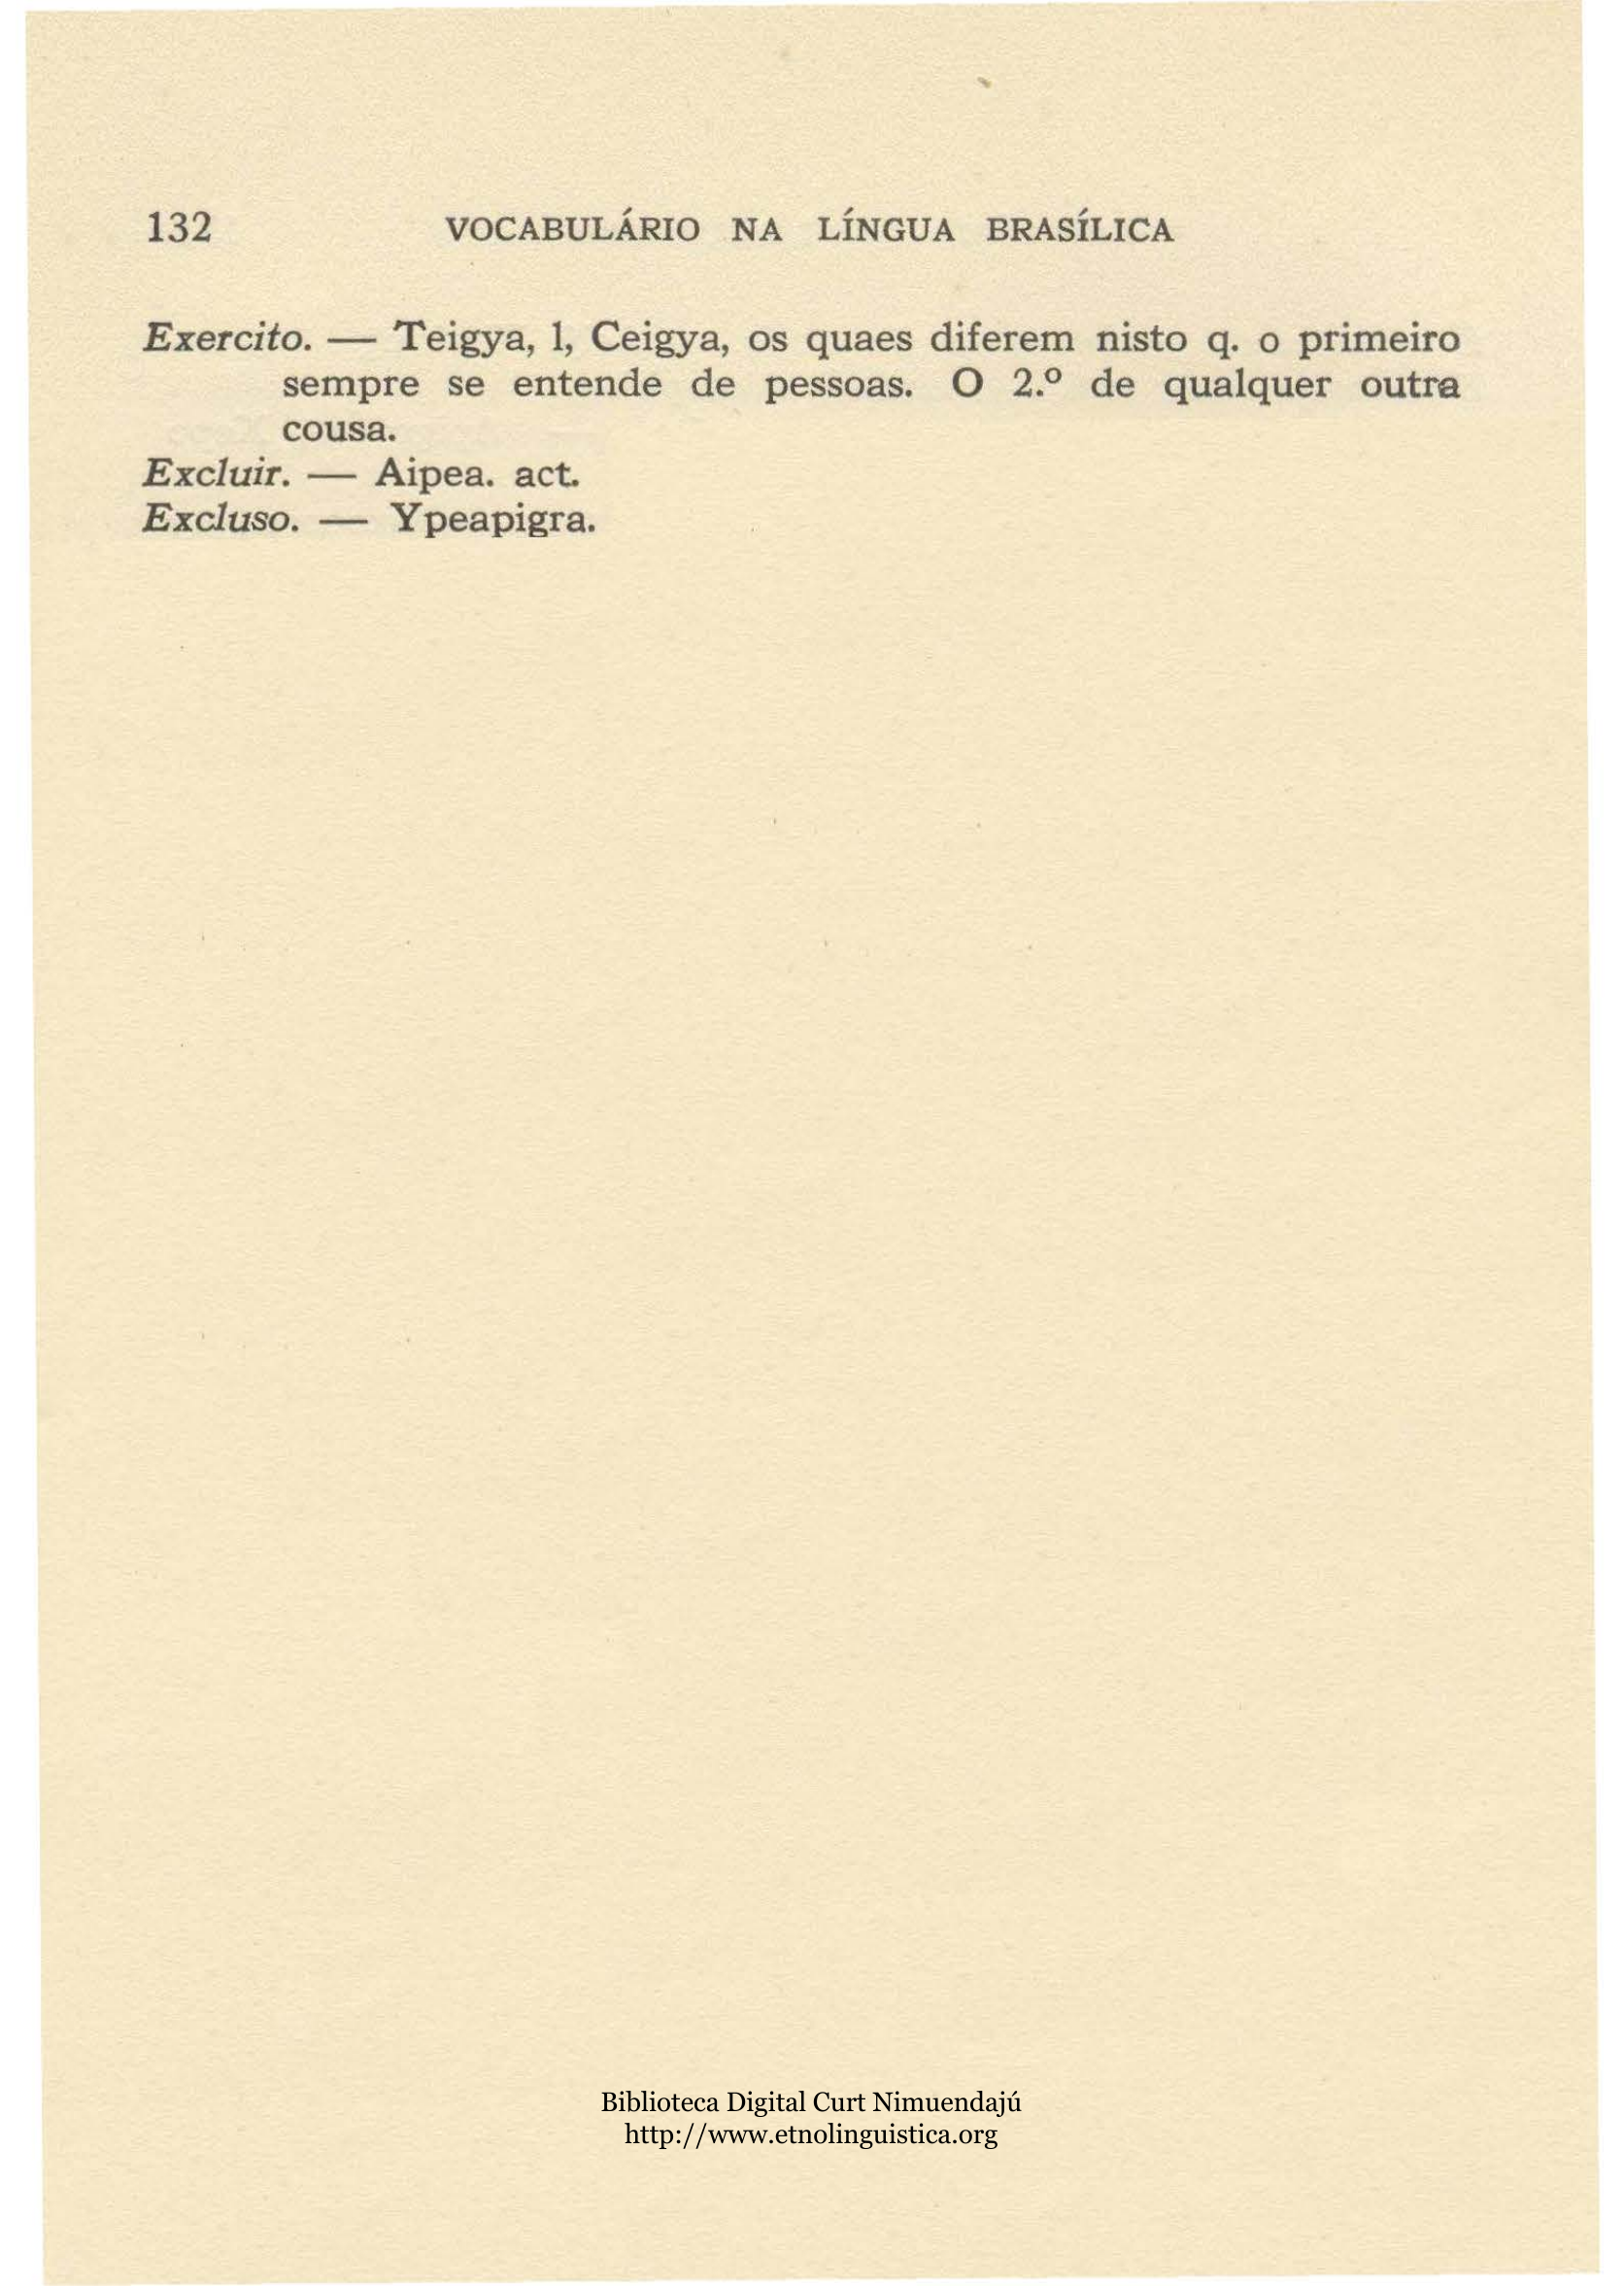 132 VOCABULÁRIO NA LÍNGUA BRASÍLICA
Exercito. — Teigya, l, Ceigya, os quaes diferem nisto q. o primeiro
sempre se entende de pessoas. O 2.º de qualquer outra
cousa.
Excluir. — Aipea. act.
Excluso. — Ypeapigra.
Biblioteca Digital Curt Nimuendajú
http://www.etnolinguistica.org